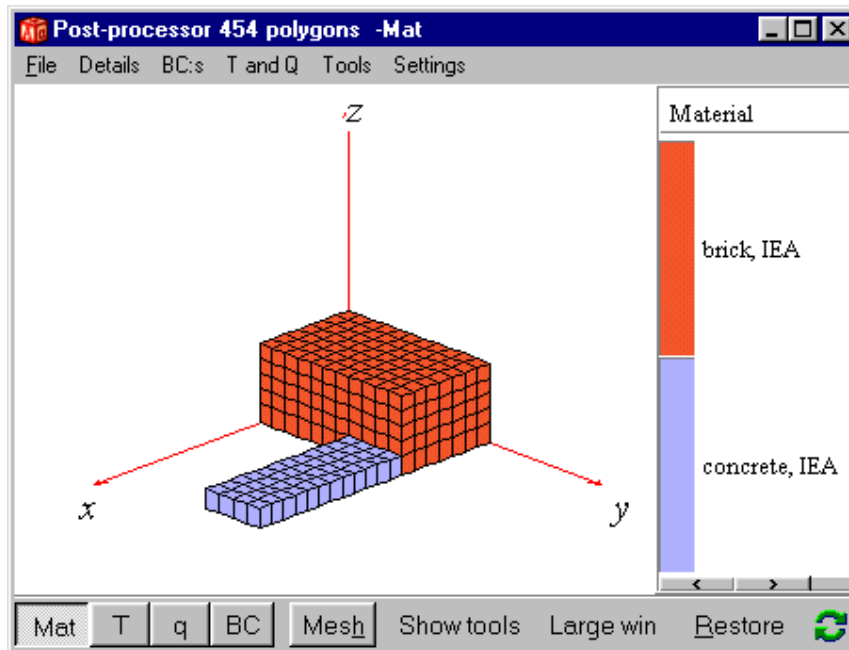 Post-processor 454 polygons -Mat
File Details BC:s T and Q Tools Settings
z
Material
brick, IEA
concrete, IEA
x
y
< >
Mat T q BC Mesh Show tools Large win Restore